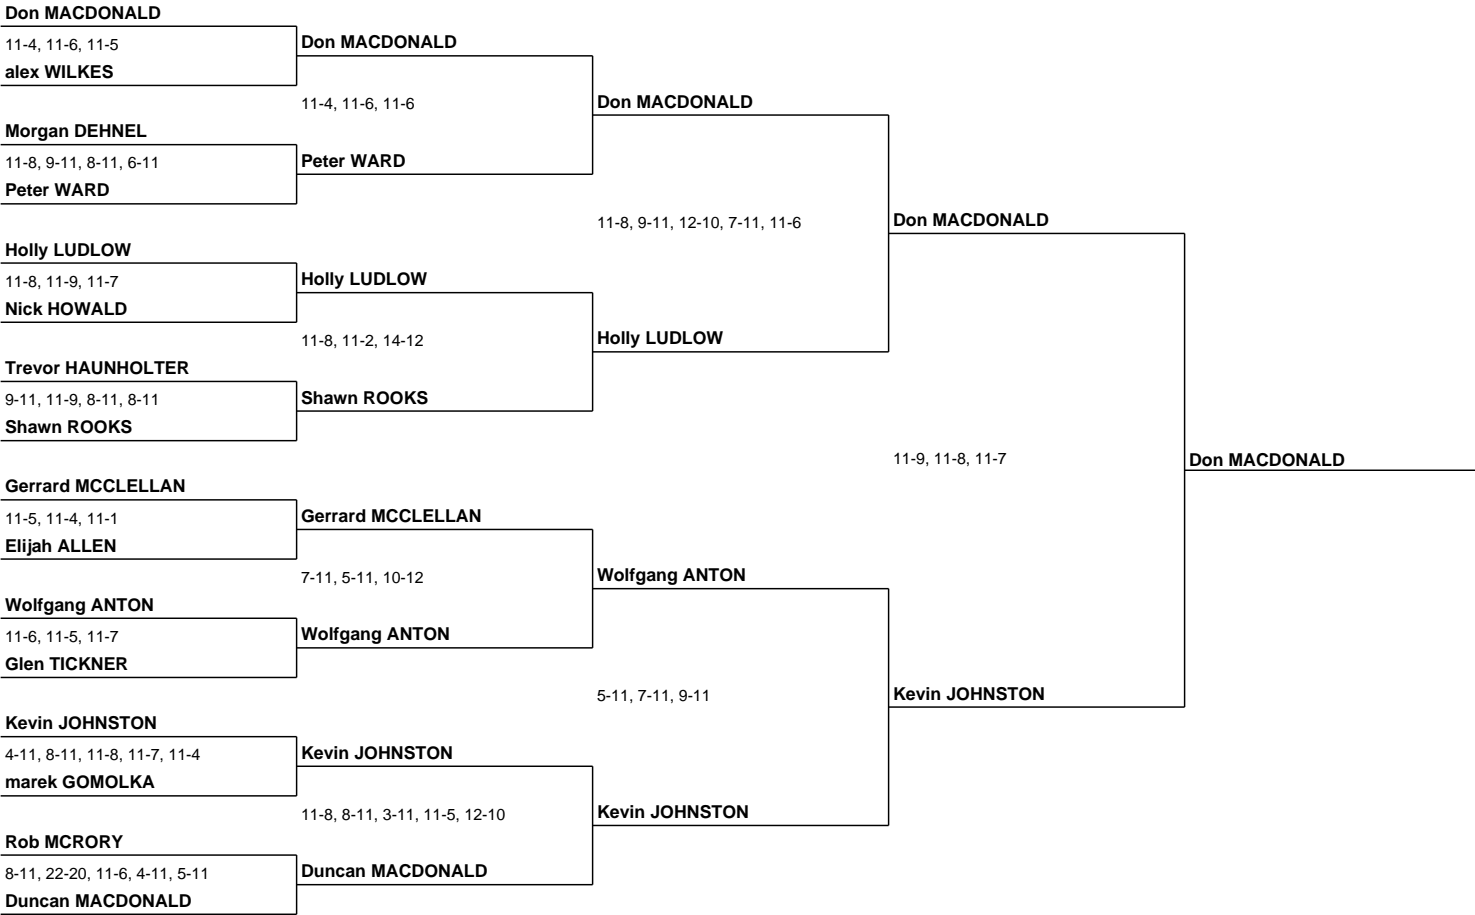 Don MACDONALD
11-4, 11-6, 11-5
alex WILKES
Morgan DEHNEL
11-8, 9-11, 8-11, 6-11
Peter WARD
Holly LUDLOW
11-8, 11-9, 11-7
Nick HOWALD
Trevor HAUNHOLTER
9-11, 11-9, 8-11, 8-11
Shawn ROOKS
Gerrard MCCLELLAN
11-5, 11-4, 11-1
Elijah ALLEN
Wolfgang ANTON
11-6, 11-5, 11-7
Glen TICKNER
Kevin JOHNSTON
4-11, 8-11, 11-8, 11-7, 11-4
marek GOMOLKA
Rob MCRORY
8-11, 22-20, 11-6, 4-11, 5-11
Duncan MACDONALD
Don MACDONALD
11-4, 11-6, 11-6
Peter WARD
Holly LUDLOW
11-8, 11-2, 14-12
Shawn ROOKS
Gerrard MCCLELLAN
7-11, 5-11, 10-12
Wolfgang ANTON
Kevin JOHNSTON
11-8, 8-11, 3-11, 11-5, 12-10
Duncan MACDONALD
Don MACDONALD
11-8, 9-11, 12-10, 7-11, 11-6
Holly LUDLOW
Wolfgang ANTON
5-11, 7-11, 9-11
Kevin JOHNSTON
Don MACDONALD
11-9, 11-8, 11-7
Kevin JOHNSTON
Don MACDONALD